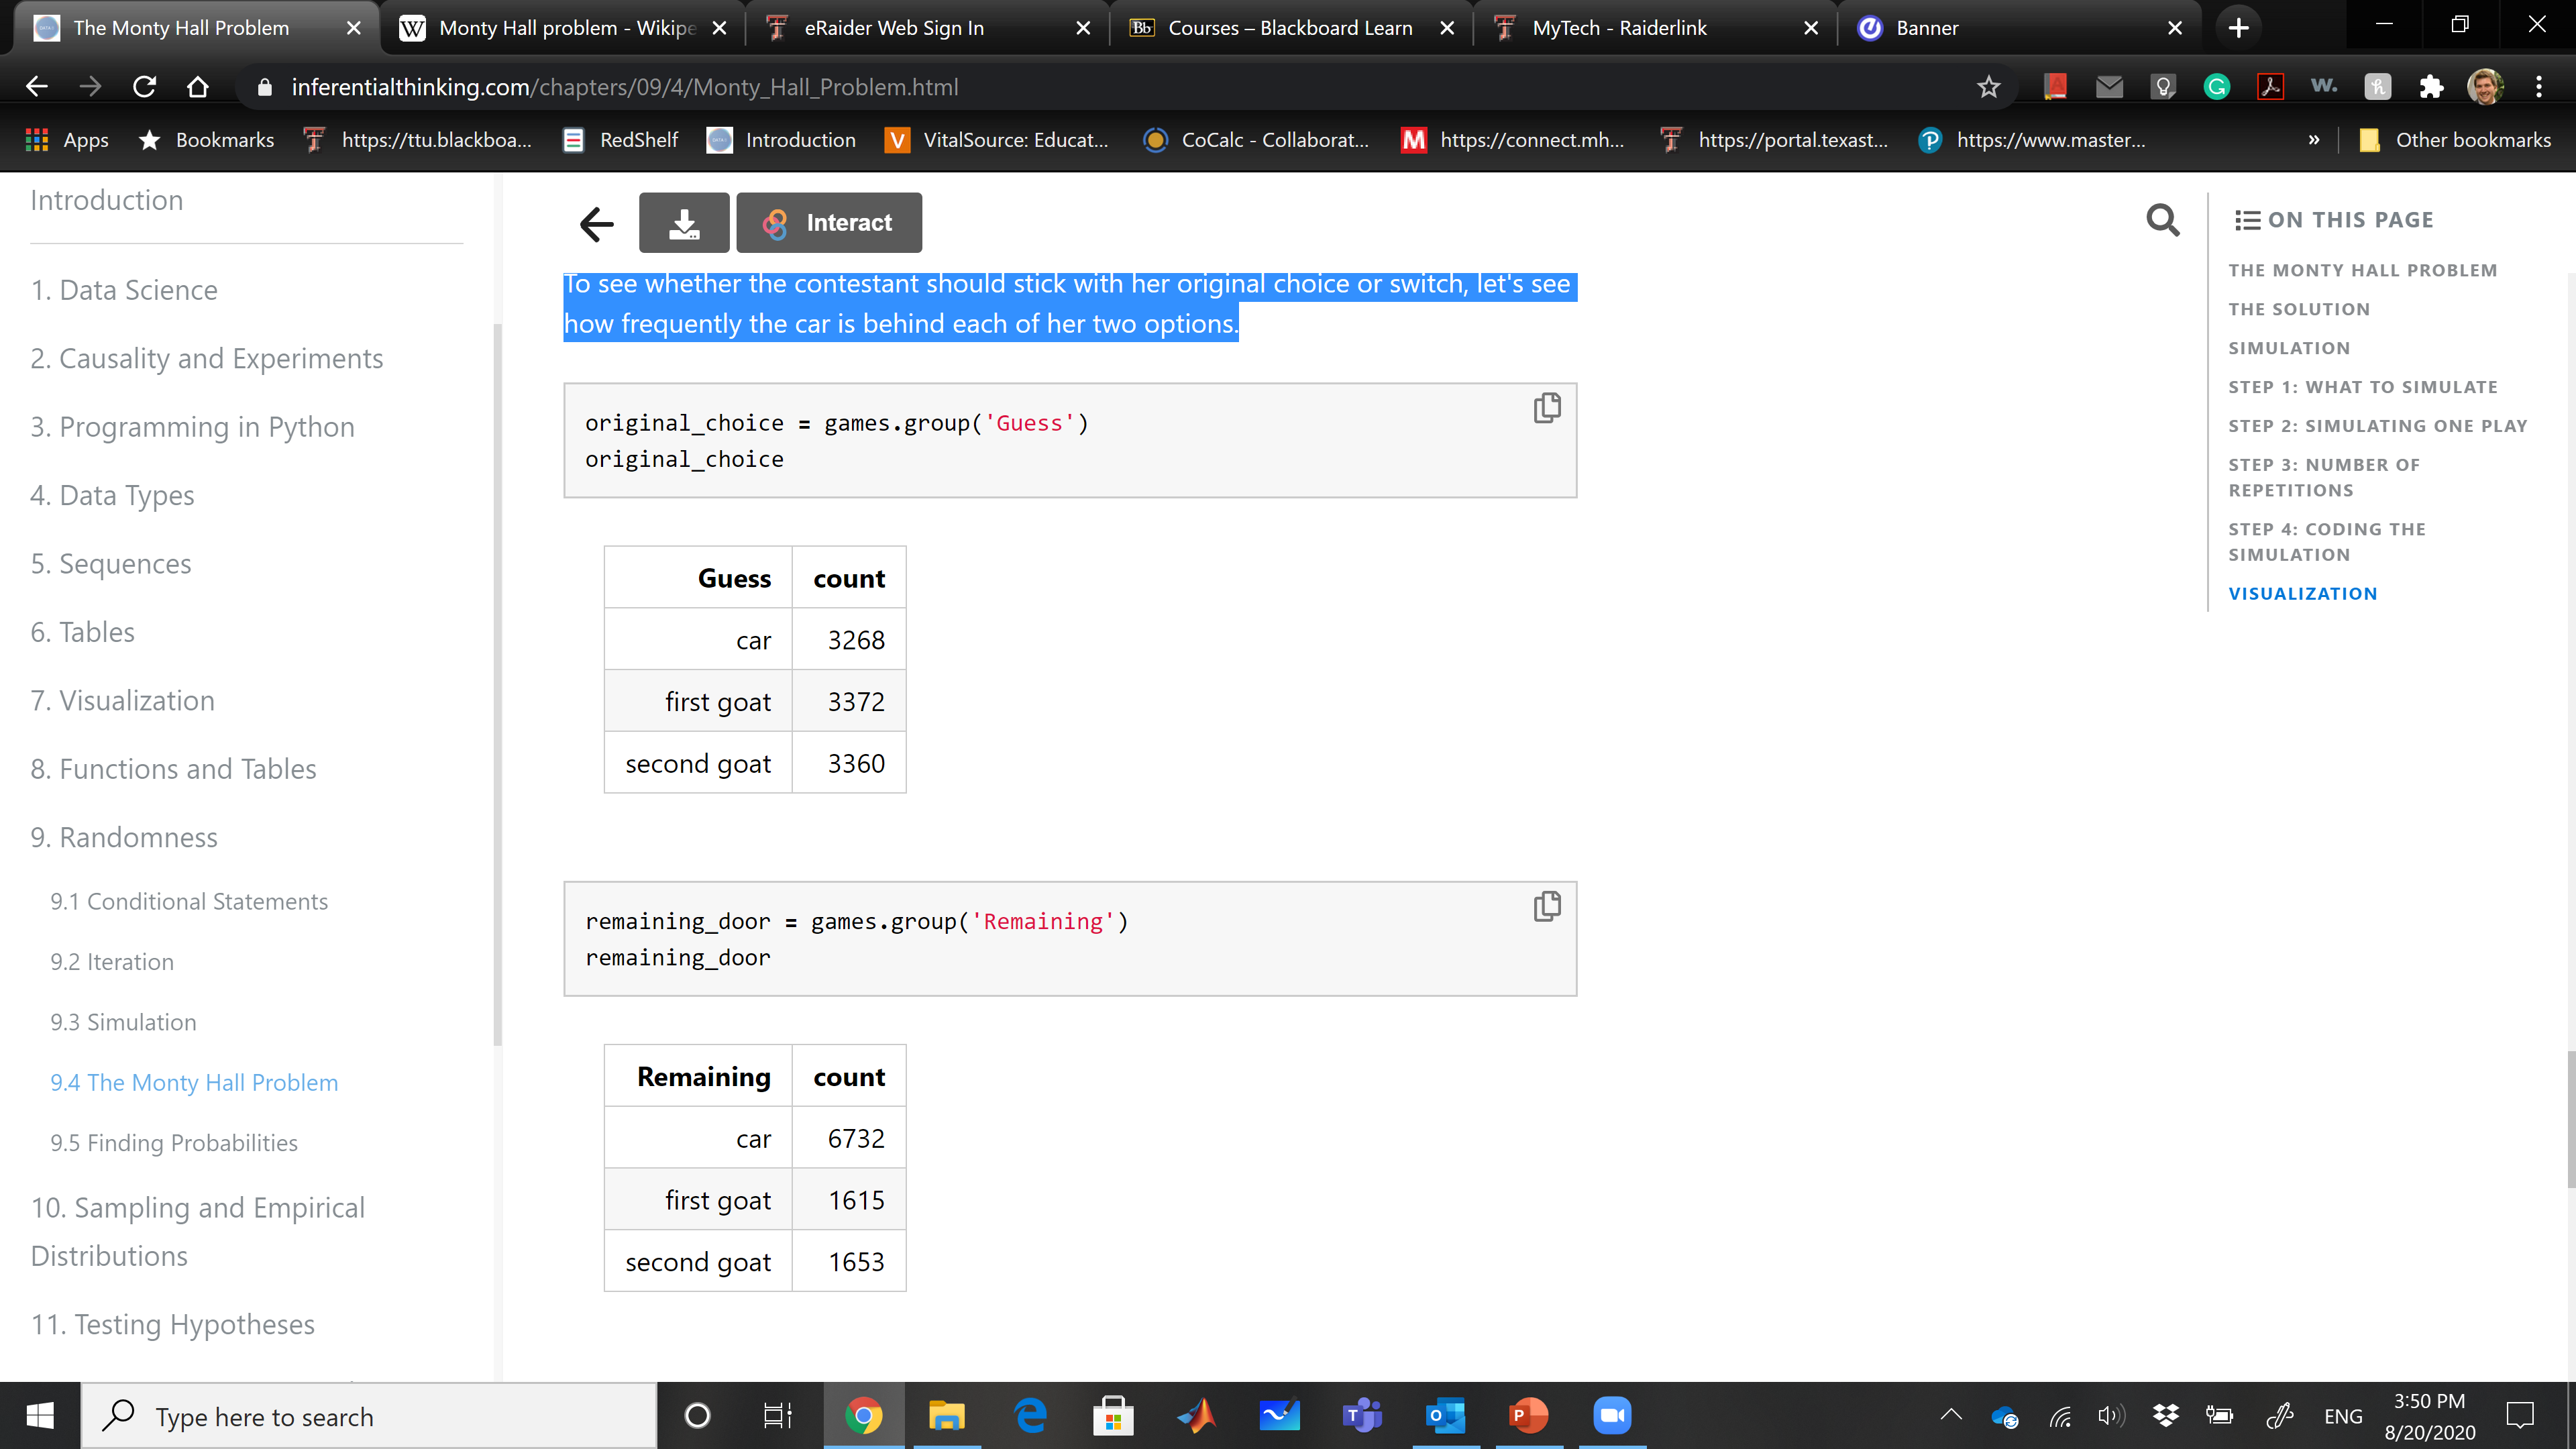 The Monty Hall Problem
Monty Hall problem - Wikipe
eRaider Web Sign In
Bb Courses – Blackboard Learn
MyTech - Raiderlink
Banner
inferentialthinking.com/chapters/09/4/Monty_Hall_Problem.html
Apps
Bookmarks
https://ttu.blackboa...
RedShelf
Introduction
VitalSource: Educat...
CoCalc - Collaborat...
https://connect.mh...
https://portal.texast...
https://www.master...
»
Other bookmarks
Introduction
1. Data Science
2. Causality and Experiments
3. Programming in Python
4. Data Types
5. Sequences
6. Tables
7. Visualization
8. Functions and Tables
9. Randomness
9.1 Conditional Statements
9.2 Iteration
9.3 Simulation
9.4 The Monty Hall Problem
9.5 Finding Probabilities
10. Sampling and Empirical
Distributions
11. Testing Hypotheses
Interact
To see whether the contestant should stick with her original choice or switch, let's see
how frequently the car is behind each of her two options.
original_choice = games.group('Guess')
original_choice
Guess count
car 3268
first goat 3372
second goat 3360
remaining_door = games.group('Remaining')
remaining_door
Remaining count
car 6732
first goat 1615
second goat 1653
ON THIS PAGE
THE MONTY HALL PROBLEM
THE SOLUTION
SIMULATION
STEP 1: WHAT TO SIMULATE
STEP 2: SIMULATING ONE PLAY
STEP 3: NUMBER OF
REPETITIONS
STEP 4: CODING THE
SIMULATION
VISUALIZATION
Type here to search
ENG
3:50 PM
8/20/2020